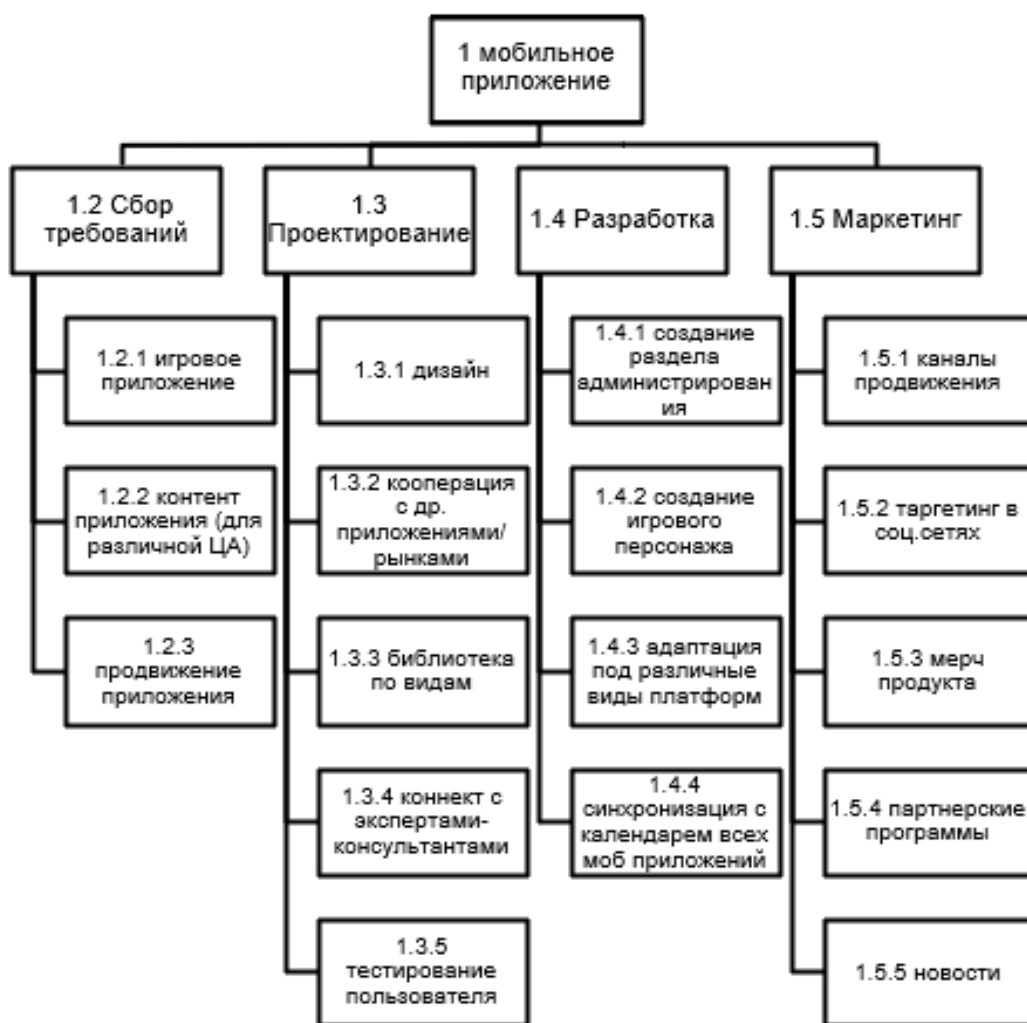 1 мобильное
приложение
1.2 Сбор
требований
1.3
Проектирование
1.4 Разработка
1.5 Маркетинг
1.2.1 игровое
приложение
1.2.2 контент
приложения (для
различной ЦА)
1.2.3
продвижение
приложения
1.3.1 дизайн
1.3.2 кооперация
с др.
приложениями/
рынками
1.3.3 библиотека
по видам
1.3.4 коннект с
экспертами-
консультантами
1.3.5
тестирование
пользователя
1.4.1 создание
раздела
администрирован
ия
1.4.2 создание
игрового
персонажа
1.4.3 адаптация
под различные
виды платформ
1.4.4
синхронизация с
календарем всех
моб приложений
1.5.1 каналы
продвижения
1.5.2 таргетинг в
соц.сетях
1.5.3 мерч
продукта
1.5.4 партнерские
программы
1.5.5 новости